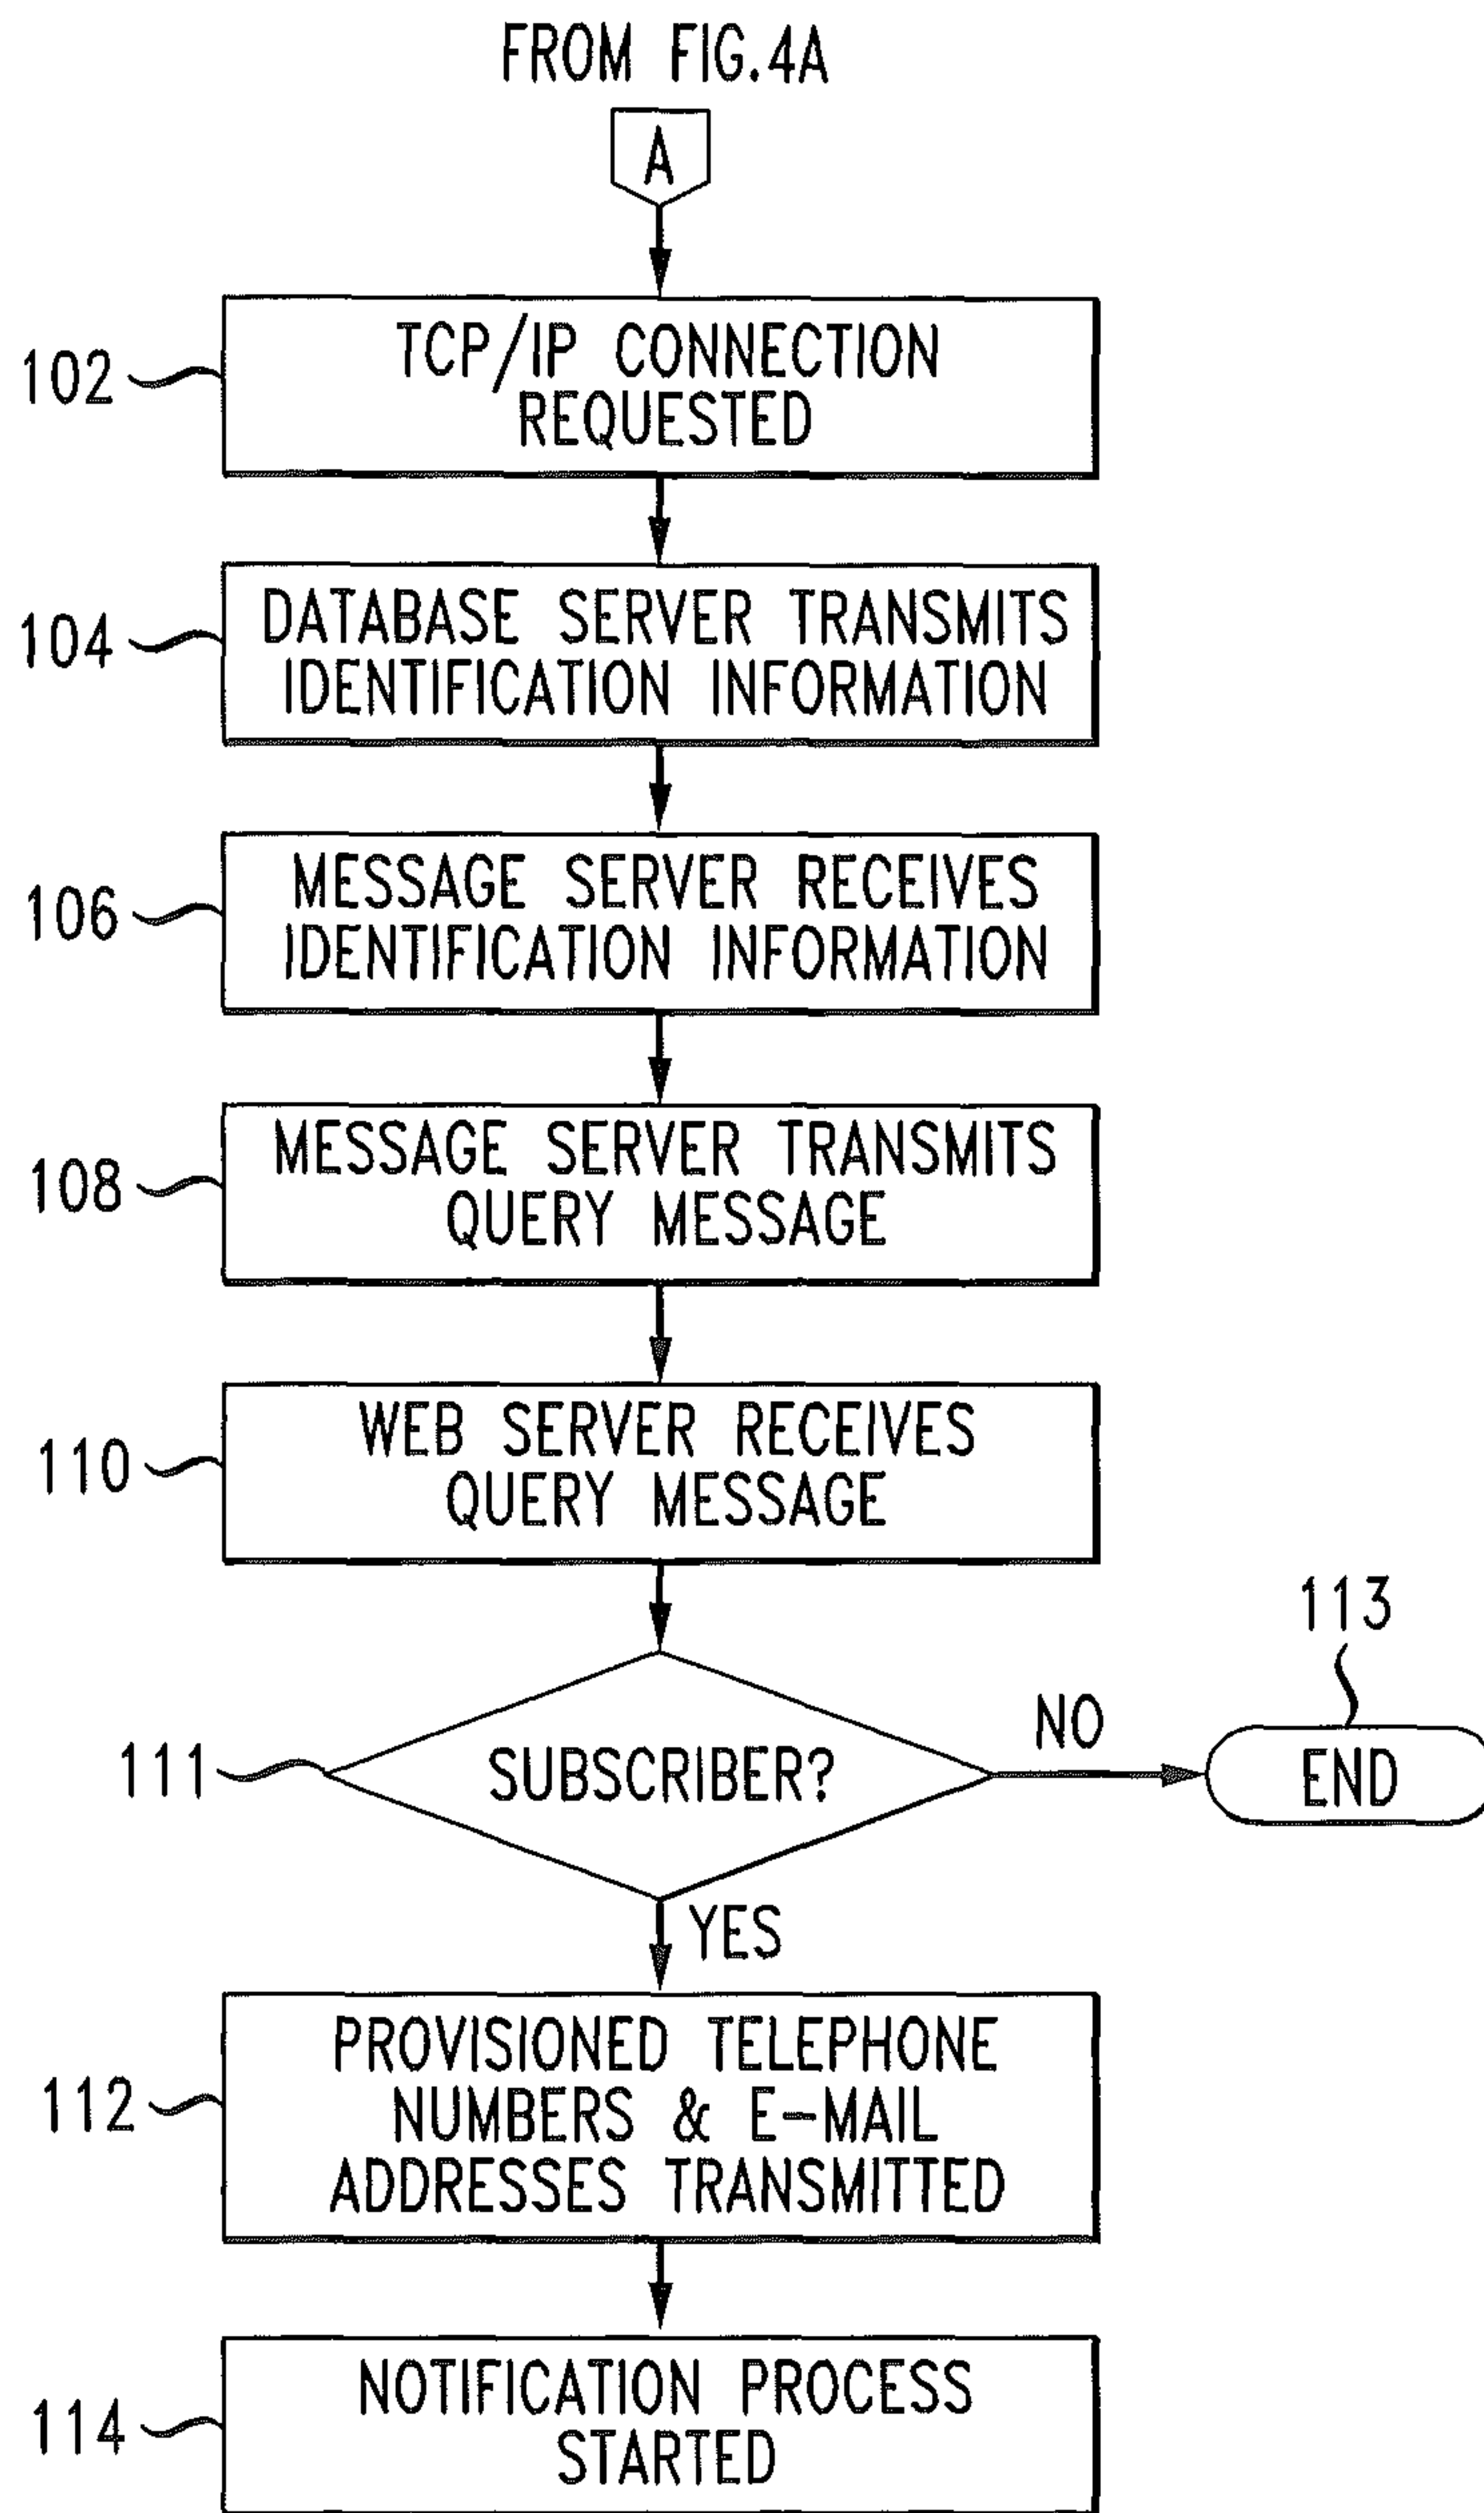 FROM FIG.4A
A
102
TCP/IP CONNECTION
REQUESTED
104
DATABASE SERVER TRANSMITS
IDENTIFICATION INFORMATION
106
MESSAGE SERVER RECEIVES
IDENTIFICATION INFORMATION
108
MESSAGE SERVER TRANSMITS
QUERY MESSAGE
110
WEB SERVER RECEIVES
QUERY MESSAGE
111
SUBSCRIBER?
NO
113
END
YES
112
PROVISIONED TELEPHONE
NUMBERS & E-MAIL
ADDRESSES TRANSMITTED
114
NOTIFICATION PROCESS
STARTED